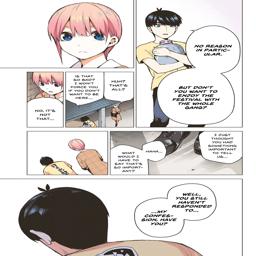 NO REASON
IN PARTIC-
ULAR.
BUT DON'T
YOU WANT TO
ENJOY THE
FESTIVAL WITH
THE WHOLE
GANG?
HUH?
THAT'S
ALL?
IS THAT
SO BAD?
I WON'T
FORCE YOU
IF YOU DON'T
WANT TO BE
HERE...
NO, IT'S
NOT
THAT...
I JUST
THOUGHT
YOU HAD
SOMETHING
IMPORTANT
TO TELL
US...
HAHA...
WHAT
WOULD I
HAVE TO
SAY THAT'S
SO IMPORT-
ANT?
WELL,
YOU STILL
HAVEN'T
RESPONDED
TO...
...MY
CONFES-
SION, HAVE
YOU?